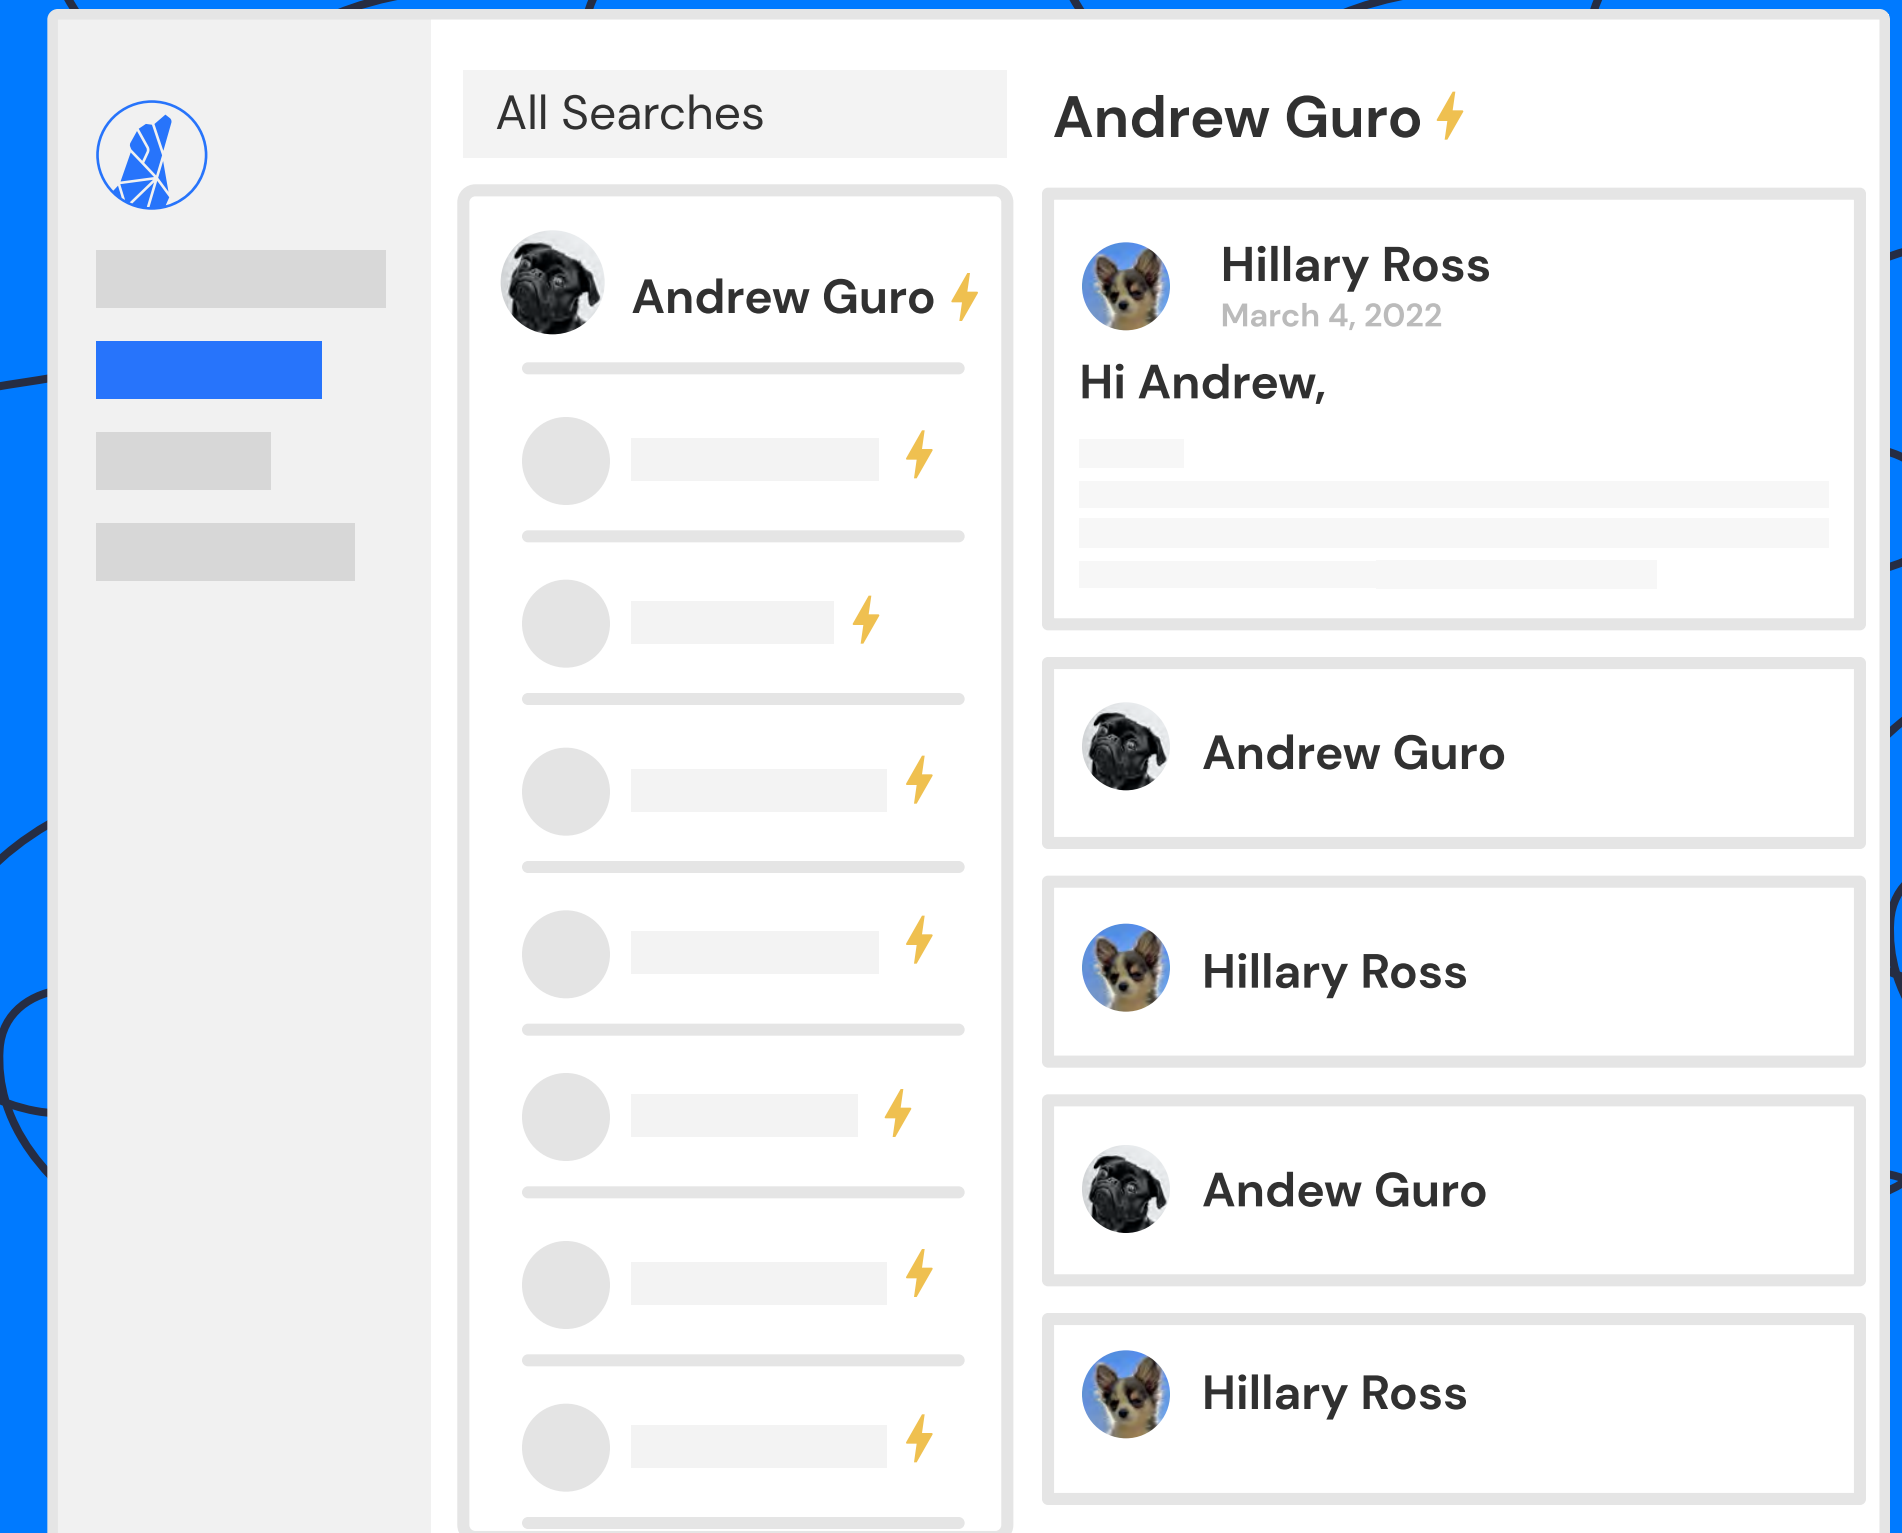 All Searches
Andrew Guro
Andrew Guro
Hillary Ross
March 4, 2022
Hi Andrew,
Andrew Guro
Hillary Ross
Andew Guro
Hillary Ross